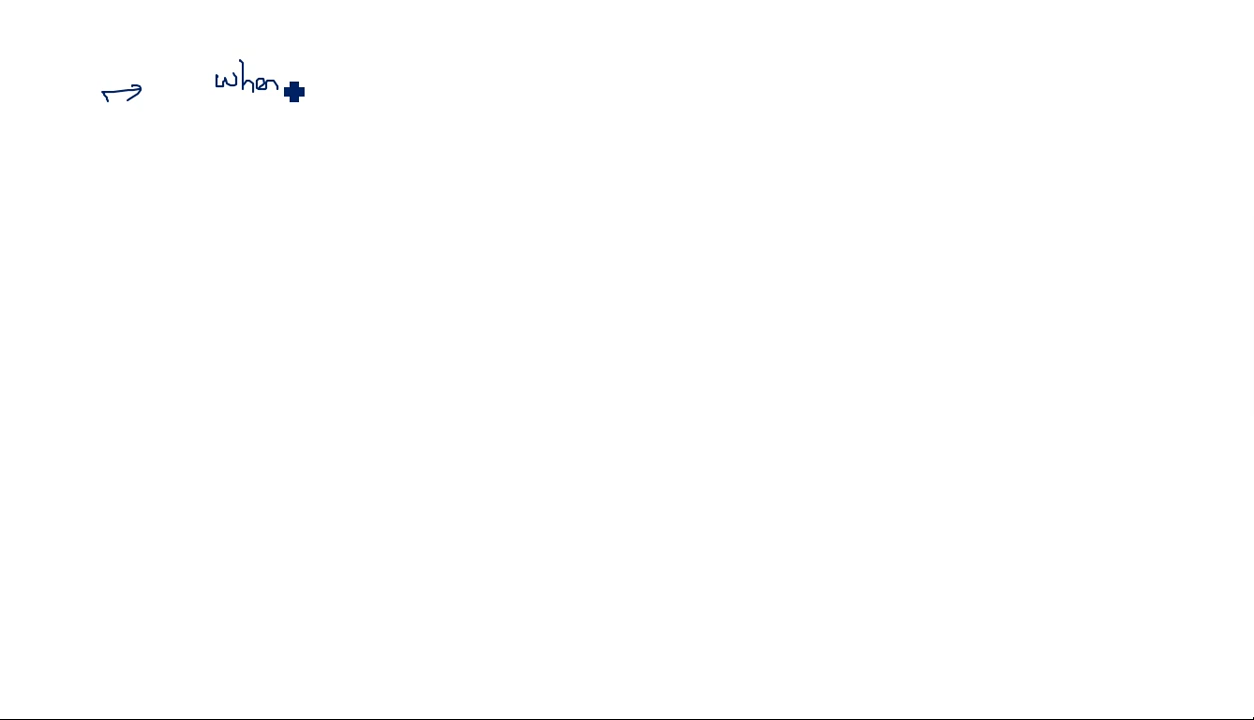 → when